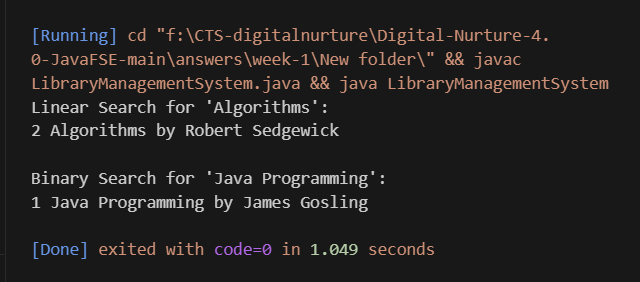 [Running] cd "f:\CTS-digitalnurture\Digital-Nurture-4.
0-JavaFSE-main\answers\week-1\New folder\" && javac
LibraryManagementSystem.java && java LibraryManagementSystem
Linear Search for 'Algorithms':
2 Algorithms by Robert Sedgewick
Binary Search for 'Java Programming':
1 Java Programming by James Gosling
[Done] exited with code=0 in 1.049 seconds